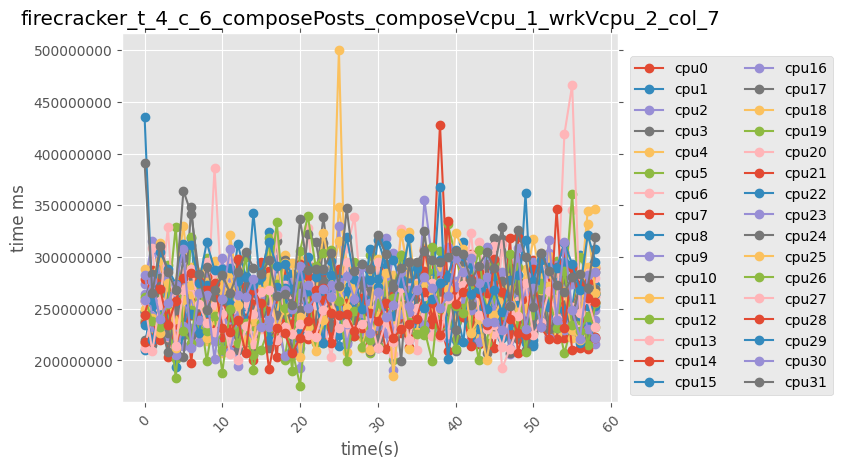 firecracker_t_4_c_6_composePosts_composeVcpu_1_wrkVcpu_2_col_7
time ms
500000000
450000000
400000000
350000000
300000000
250000000
200000000
0
10
20
30
40
50
60
time(s)
cpu0
cpu1
cpu2
cpu3
cpu4
cpu5
cpu6
cpu7
cpu8
cpu9
cpu10
cpu11
cpu12
cpu13
cpu14
cpu15
cpu16
cpu17
cpu18
cpu19
cpu20
cpu21
cpu22
cpu23
cpu24
cpu25
cpu26
cpu27
cpu28
cpu29
cpu30
cpu31